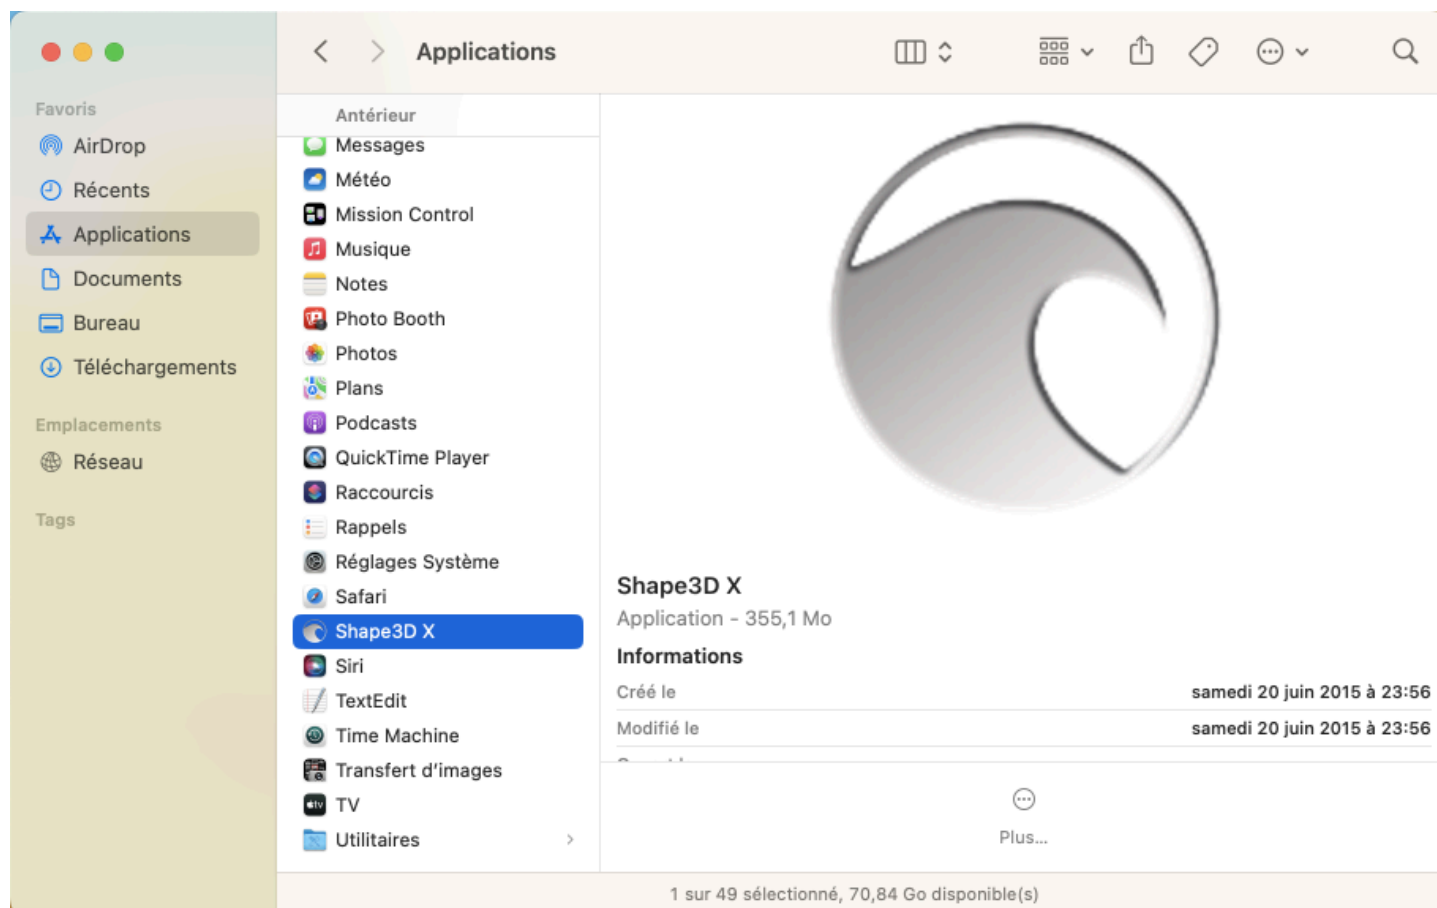 Applications
Favoris
AirDrop
Récents
Applications
Documents
Bureau
Téléchargements
Emplacements
Réseau
Tags
Antérieur
Messages
Météo
Mission Control
Musique
Notes
Photo Booth
Photos
Plans
Podcasts
QuickTime Player
Raccourcis
Rappels
Réglages Système
Safari
Shape3D X
Siri
TextEdit
Time Machine
Transfert d’images
TV
Utilitaires
Shape3D X
Application - 355,1 Mo
Informations
Créé le samedi 20 juin 2015 à 23:56
Modifié le samedi 20 juin 2015 à 23:56
Plus...
1 sur 49 sélectionné, 70,84 Go disponible(s)